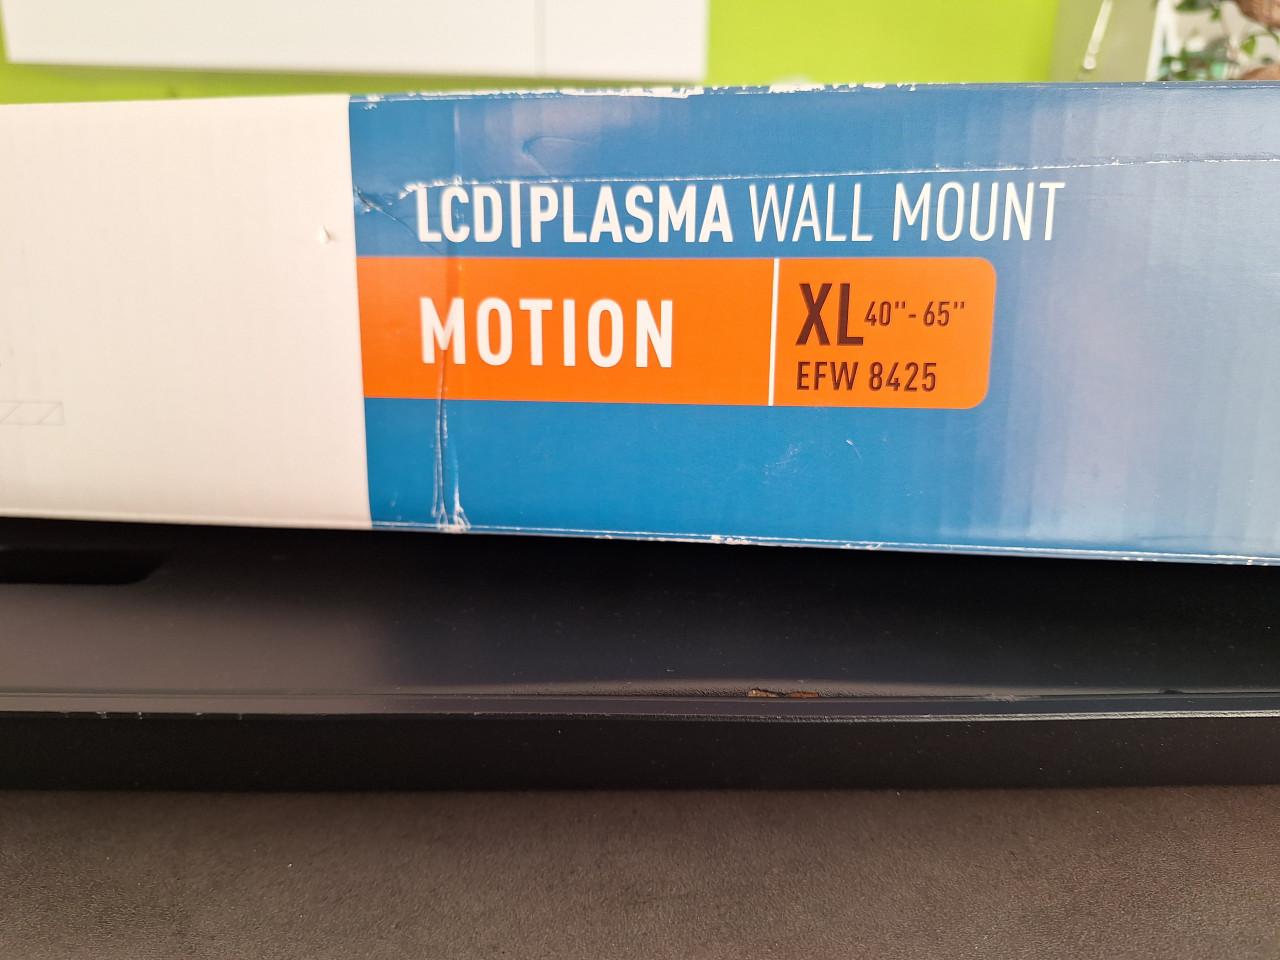 LCD|PLASMA WALL MOUNT
MOTION
XL 40"-65"
EFW 8425